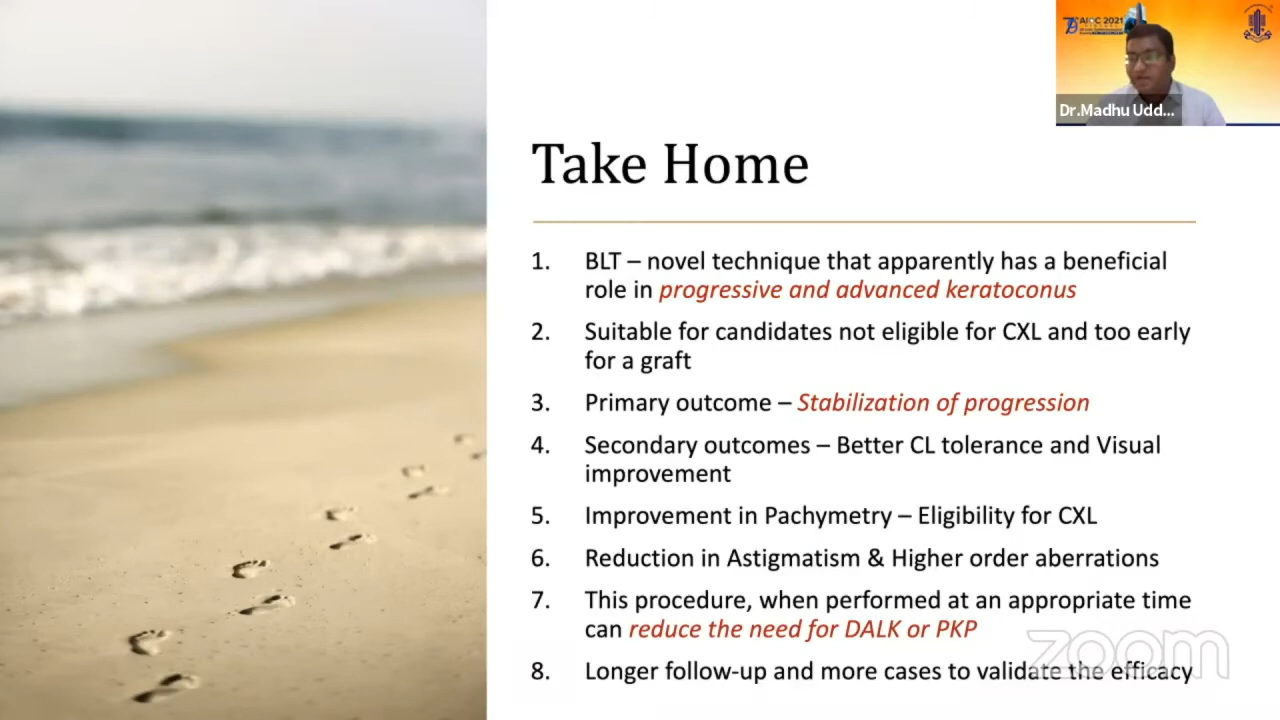 AIOC 2021
Dr.Madhu Udd...
Take Home
1. BLT – novel technique that apparently has a beneficial
role in progressive and advanced keratoconus
2. Suitable for candidates not eligible for CXL and too early
for a graft
3. Primary outcome – Stabilization of progression
4. Secondary outcomes – Better CL tolerance and Visual
improvement
5. Improvement in Pachymetry – Eligibility for CXL
6. Reduction in Astigmatism & Higher order aberrations
7. This procedure, when performed at an appropriate time
can reduce the need for DALK or PKP
8. Longer follow-up and more cases to validate the efficacy
zoom